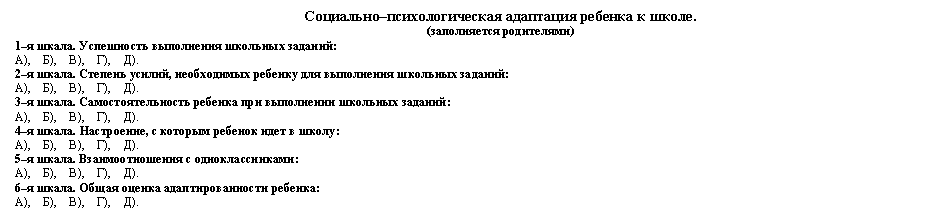 Социально–психологическая адаптация ребенка к школе.
(заполняется родителями)
1–я шкала. Успешность выполнения школьных заданий:
А), Б), В), Г), Д).
2–я шкала. Степень усилий, необходимых ребенку для выполнения школьных заданий:
А), Б), В), Г), Д).
3–я шкала. Самостоятельность ребенка при выполнении школьных заданий:
А), Б), В), Г), Д).
4–я шкала. Настроение, с которым ребенок идет в школу:
А), Б), В), Г), Д).
5–я шкала. Взаимоотношения с одноклассниками:
А), Б), В), Г), Д).
6–я шкала. Общая оценка адаптированности ребенка:
А), Б), В), Г), Д).